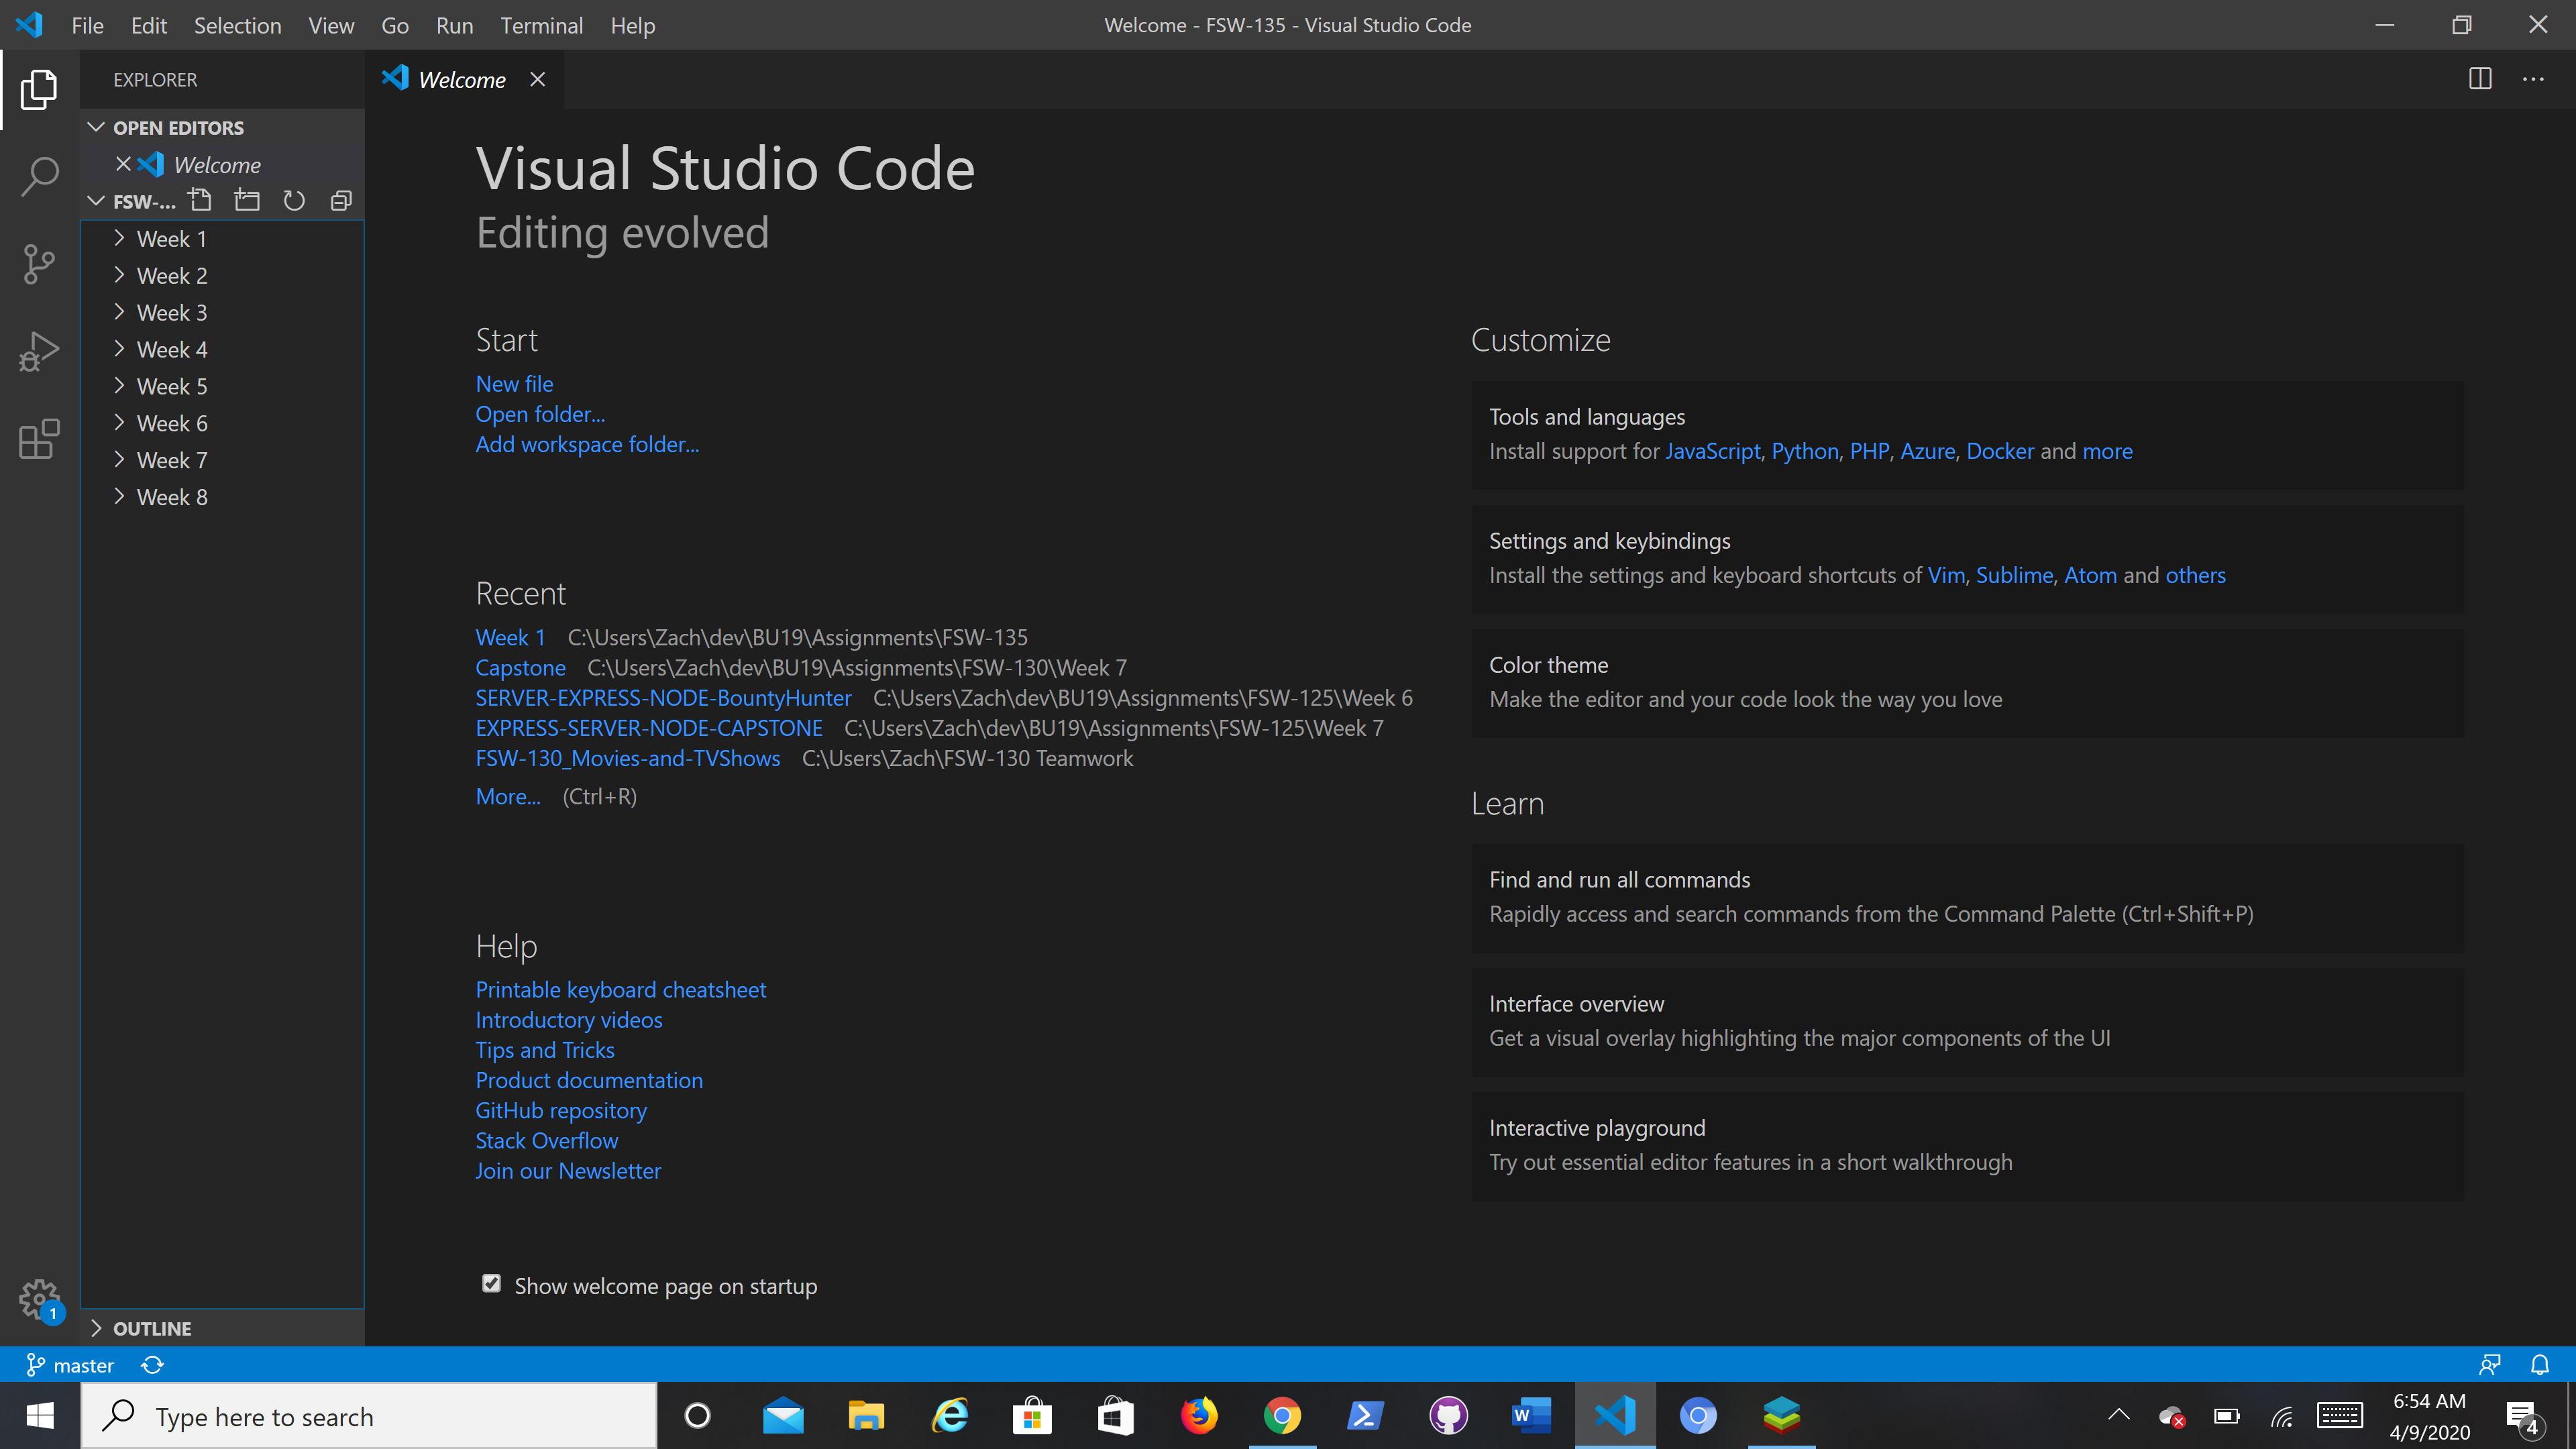 File Edit Selection View Go Run Terminal Help
Welcome - FSW-135 - Visual Studio Code
EXPLORER
OPEN EDITORS
Welcome
FSW-...
Week 1
Week 2
Week 3
Week 4
Week 5
Week 6
Week 7
Week 8
OUTLINE
Welcome
Visual Studio Code
Editing evolved
Start
New file
Open folder...
Add workspace folder...
Recent
Week 1 C:\Users\Zach\dev\BU19\Assignments\FSW-135
Capstone C:\Users\Zach\dev\BU19\Assignments\FSW-130\Week 7
SERVER-EXPRESS-NODE-BountyHunter C:\Users\Zach\dev\BU19\Assignments\FSW-125\Week 6
EXPRESS-SERVER-NODE-CAPSTONE C:\Users\Zach\dev\BU19\Assignments\FSW-125\Week 7
FSW-130_Movies-and-TVShows C:\Users\Zach\FSW-130 Teamwork
More... (Ctrl+R)
Help
Printable keyboard cheatsheet
Introductory videos
Tips and Tricks
Product documentation
GitHub repository
Stack Overflow
Join our Newsletter
Show welcome page on startup
Customize
Tools and languages
Install support for JavaScript, Python, PHP, Azure, Docker and more
Settings and keybindings
Install the settings and keyboard shortcuts of Vim, Sublime, Atom and others
Color theme
Make the editor and your code look the way you love
Learn
Find and run all commands
Rapidly access and search commands from the Command Palette (Ctrl+Shift+P)
Interface overview
Get a visual overlay highlighting the major components of the UI
Interactive playground
Try out essential editor features in a short walkthrough
1
master
Type here to search
W
6:54 AM
4/9/2020
4